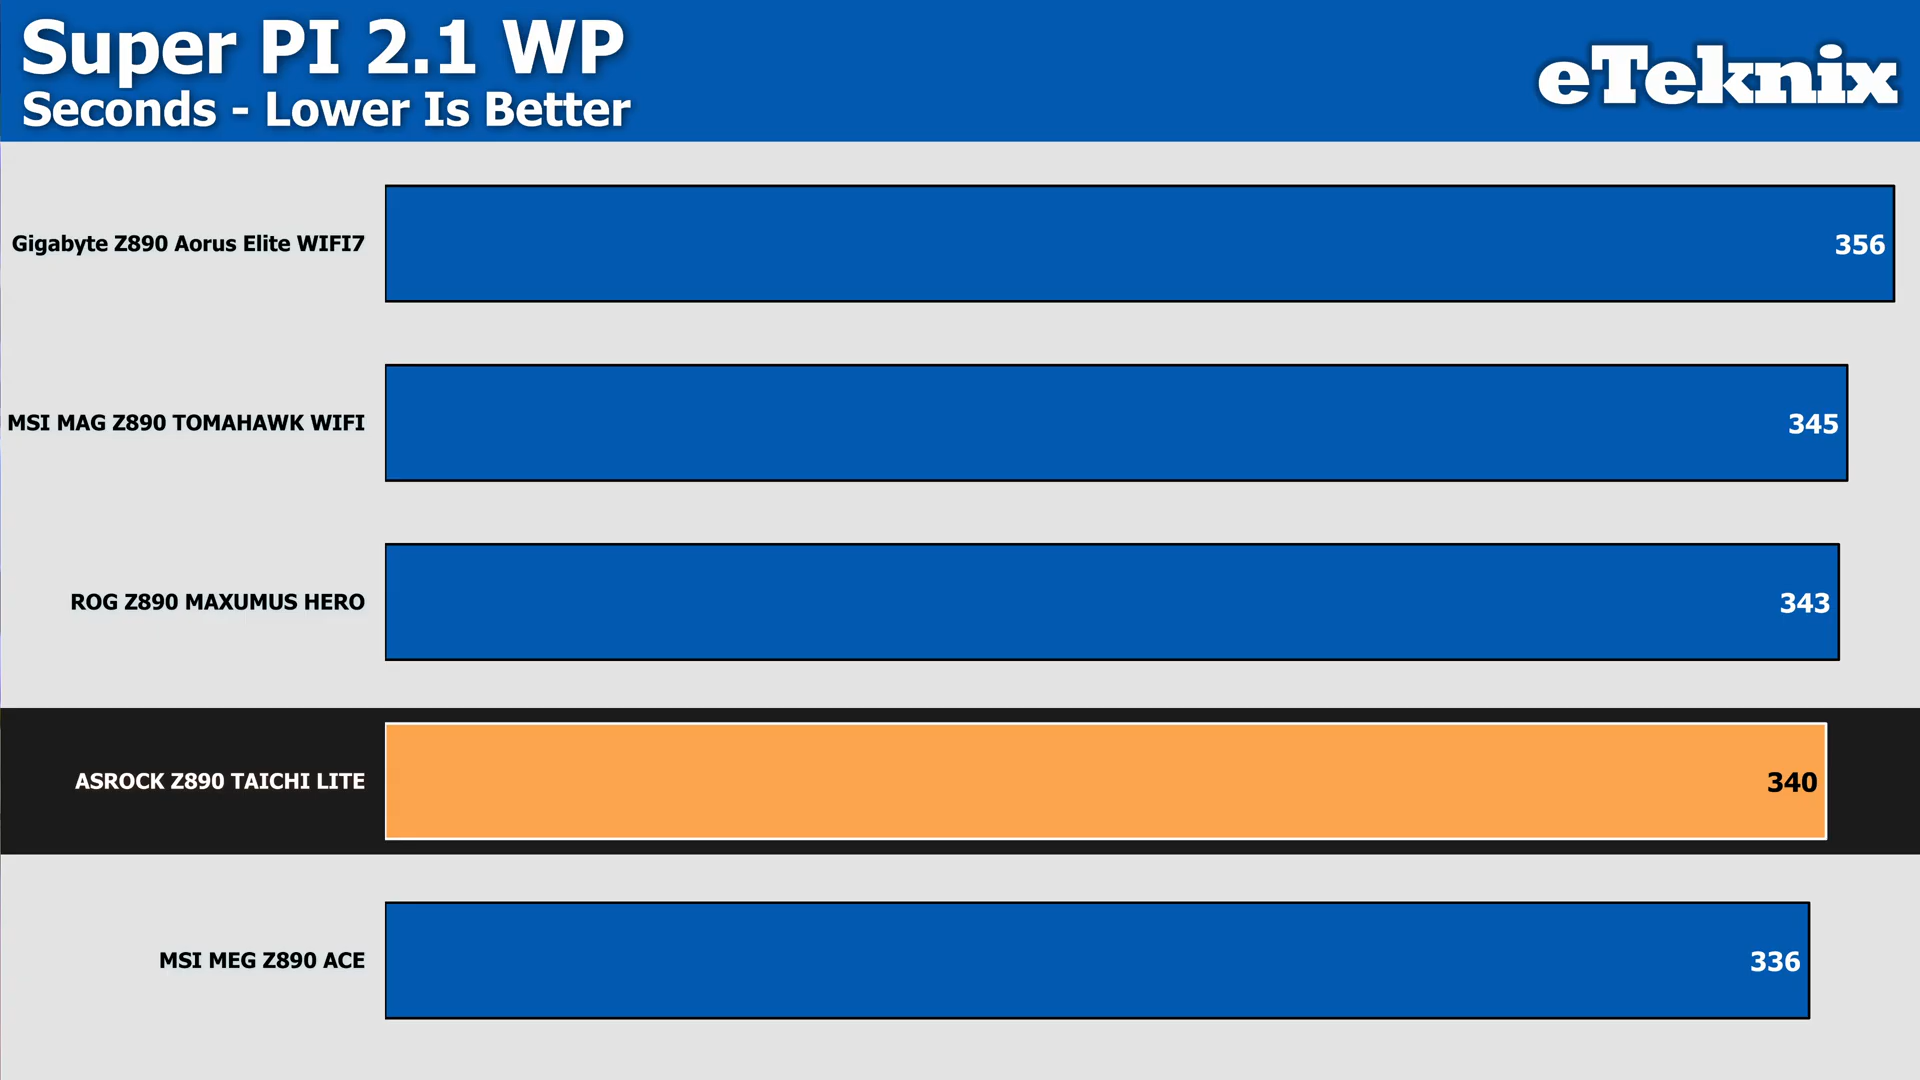 Super PI 2.1 WP
Seconds - Lower Is Better
eTeknix
Gigabyte Z890 Aorus Elite WIFI7
356
MSI MAG Z890 TOMAHAWK WIFI
345
ROG Z890 MAXUMUS HERO
343
ASROCK Z890 TAICHI LITE
340
MSI MEG Z890 ACE
336